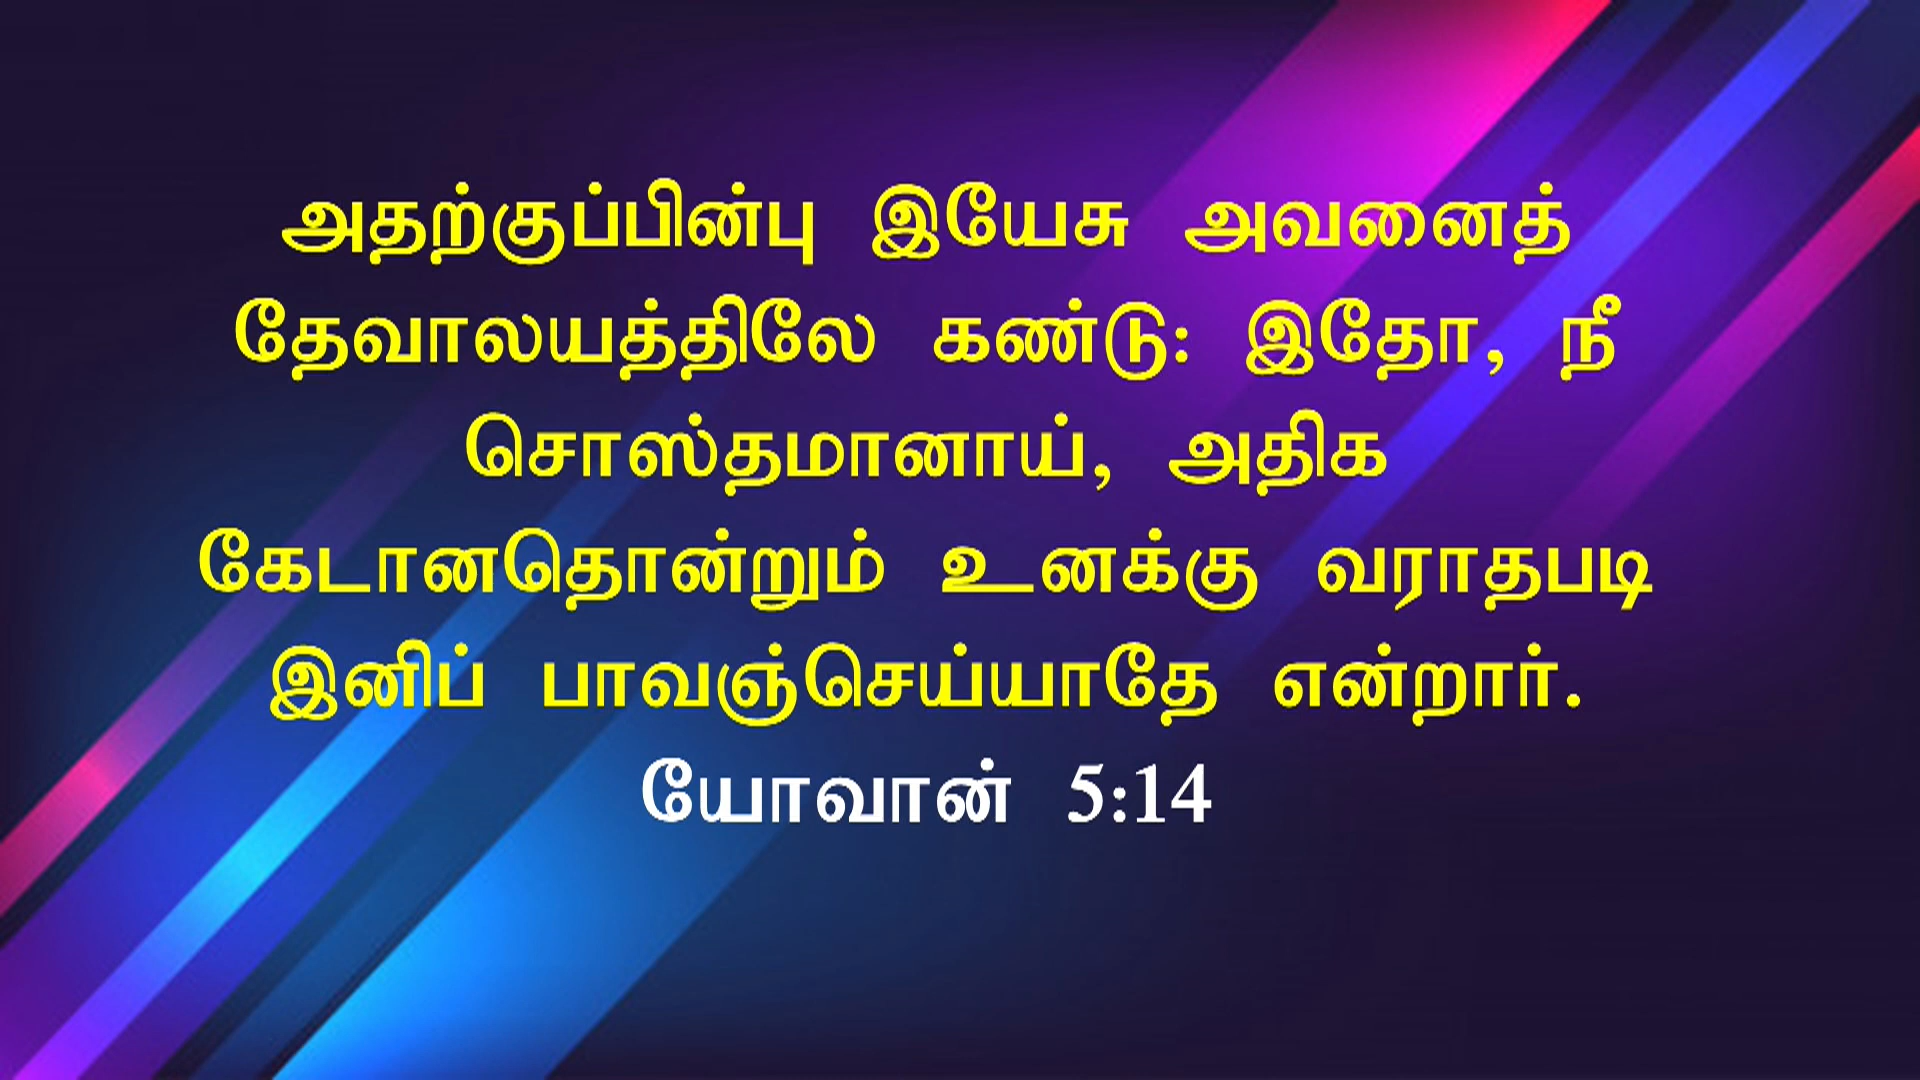 அதற்குப்பின்பு இயேசு அவனைத்
தேவாலயத்திலே கண்டு: இதோ, நீ
சொஸ்தமானாய், அதிக
கேடானதொன்றும் உனக்கு வராதபடி
இனிப் பாவஞ்செய்யாதே என்றார்.
யோவான் 5:14